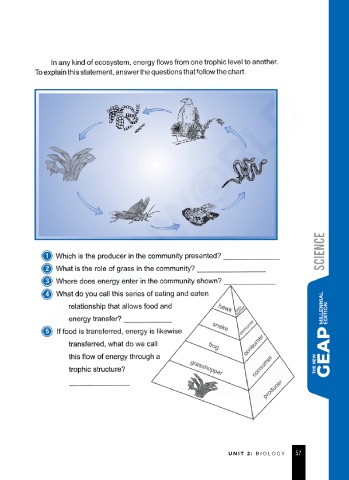 In any kind of ecosystem, energy flows from one trophic level to another.
To explain this statement, answer the questions that follow the chart.
1 Which is the producer in the community presented? _______________
2 What is the role of grass in the community? ___________________
3 Where does energy enter in the community shown? _______________
4 What do you call this series of eating and eaten
relationship that allows food and
energy transfer? _____________
5 If food is transferred, energy is likewise
transferred, what do we call
this flow of energy through a
trophic structure?
________________
hawk
snake
consumer
frog
consumer
grasshopper
consumer
producer
SCIENCE
THE NEW
GEAP MILLENNIAL
EDITION
UNIT 2: BIOLOGY 57